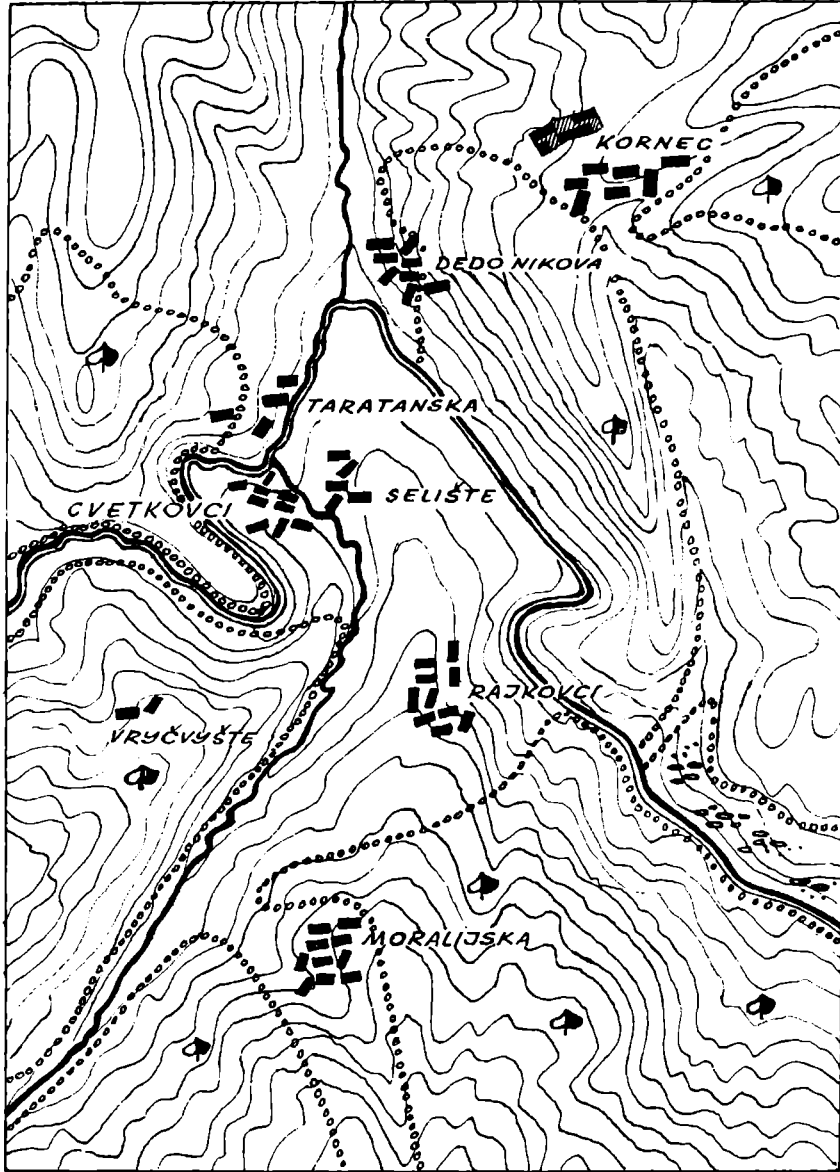 KORNEC
DEDO NIKOVA
TARATANSKA
CVETKOVCI
SELIŠTE
RAJKOVCI
VRYČVYŠTE
MORALIJSKA